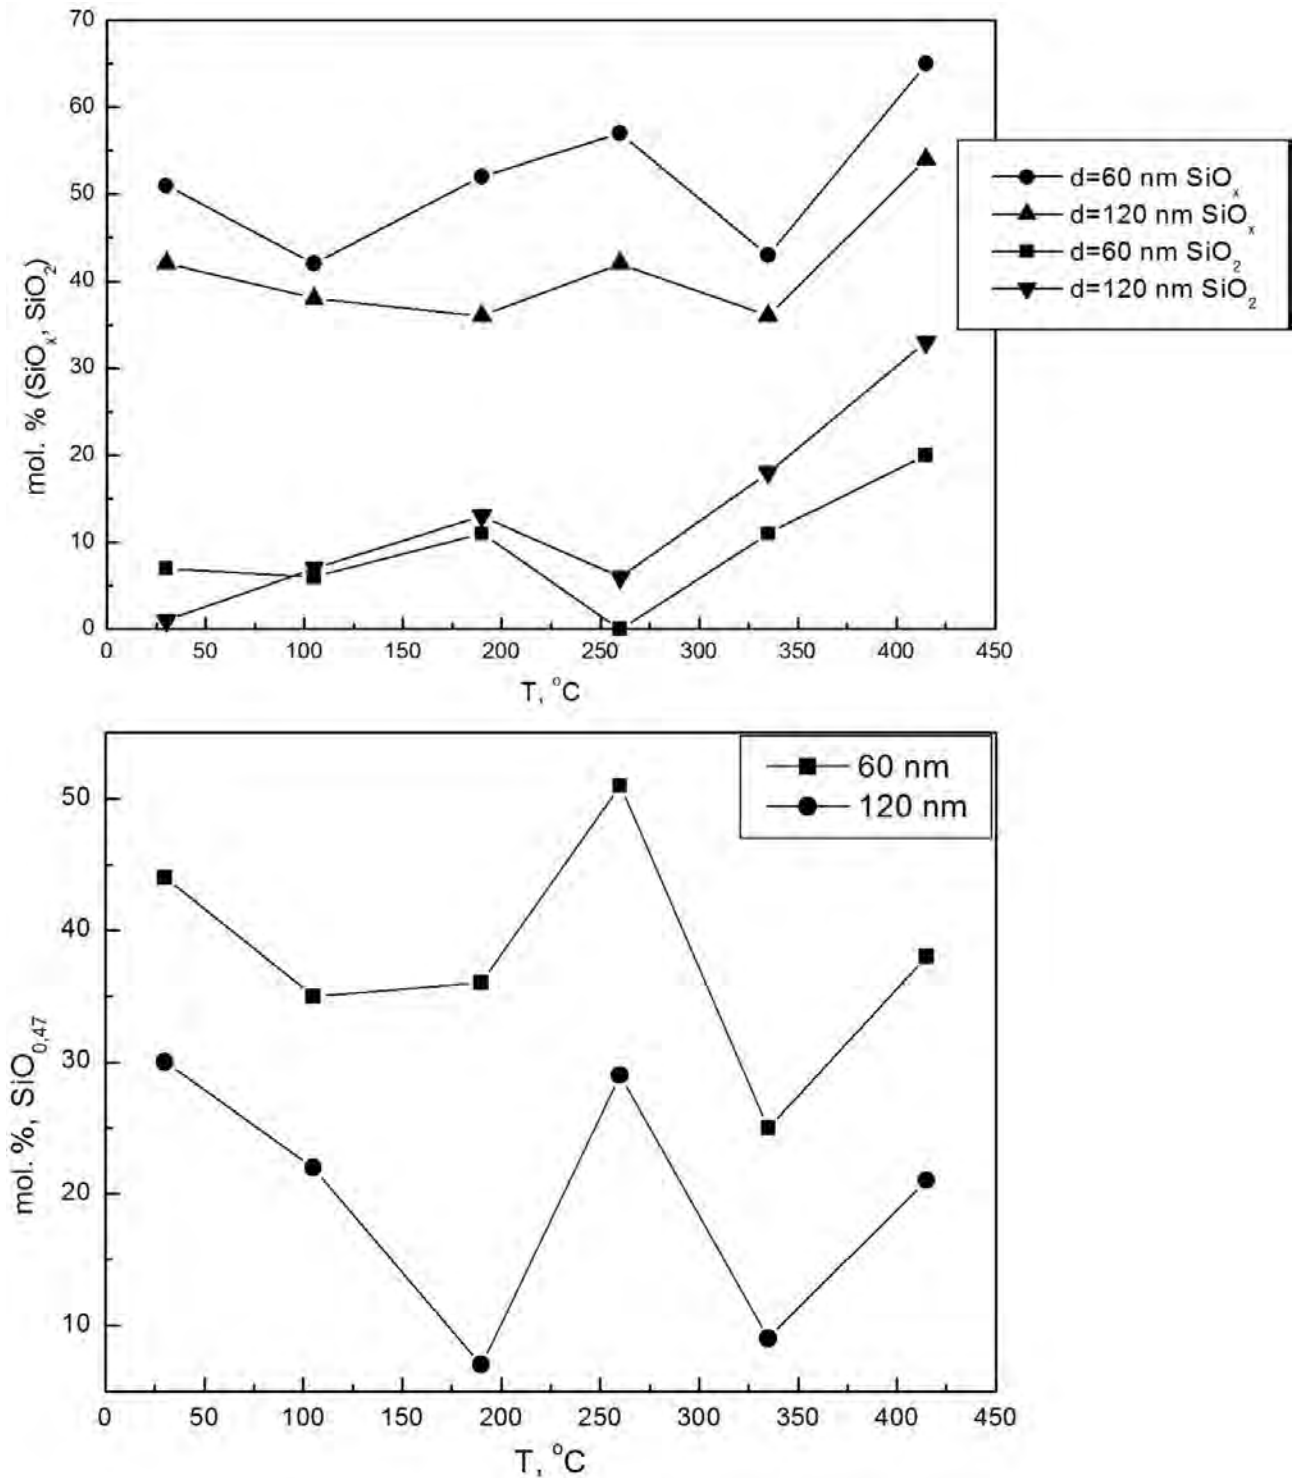 70
60
50
40
30
20
10
0
mol. % (SiOₓ, SiO₂)
0 50 100 150 200 250 300 350 400 450
T, °C
d=60 nm SiOₓ
d=120 nm SiOₓ
d=60 nm SiO₂
d=120 nm SiO₂
50
40
30
20
10
mol. %, SiO₀,₄₇
0 50 100 150 200 250 300 350 400 450
T, °C
60 nm
120 nm